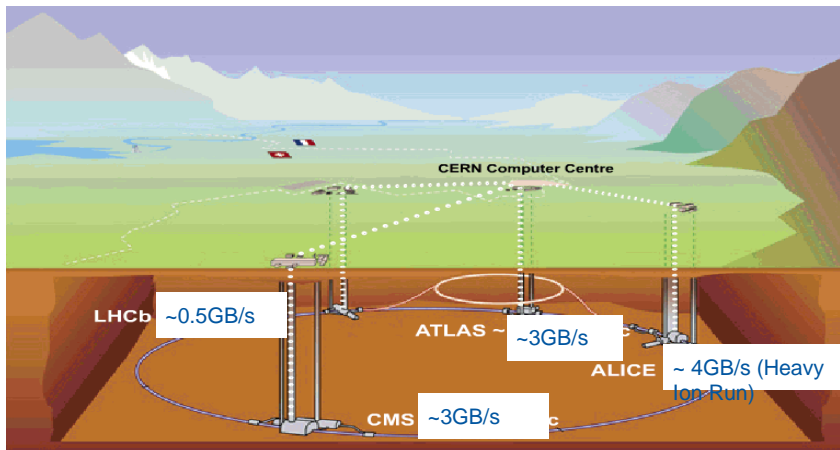 CERN Computer Centre
LHCb ~0.5GB/s
ATLAS ~ ~3GB/s c
ALICE ~ 4GB/s (Heavy
Ion Run)
CMS ~3GB/s c